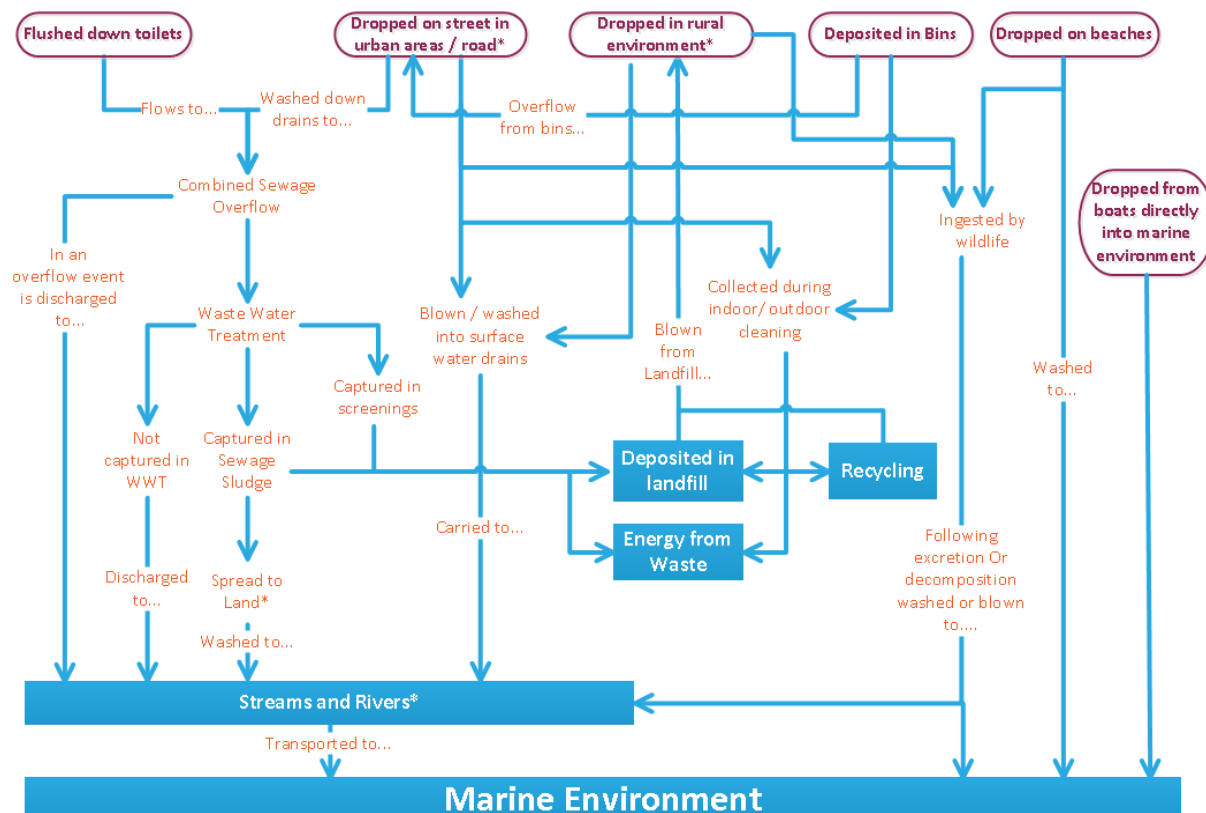 Flushed down toilets
Dropped on street in
urban areas / road*
Dropped in rural
environment*
Deposited in Bins
Dropped on beaches
Flows to...
Washed down
drains to...
Overflow
from bins...
Combined Sewage
Overflow
Dropped from
boats directly
into marine
environment
Ingested by
wildlife
In an
overflow event
is discharged
to...
Waste Water
Treatment
Blown / washed
into surface
water drains
Blown
from
Landfill...
Collected during
indoor/ outdoor
cleaning
Captured in
screenings
Washed
to...
Not
captured in
WWT
Captured in
Sewage
Sludge
Deposited in
landfill
Recycling
Carried to...
Energy from
Waste
Discharged
to...
Spread to
Land*
Washed to...
Following
excretion Or
decomposition
washed or blown
to....
Streams and Rivers*
Transported to...
Marine Environment